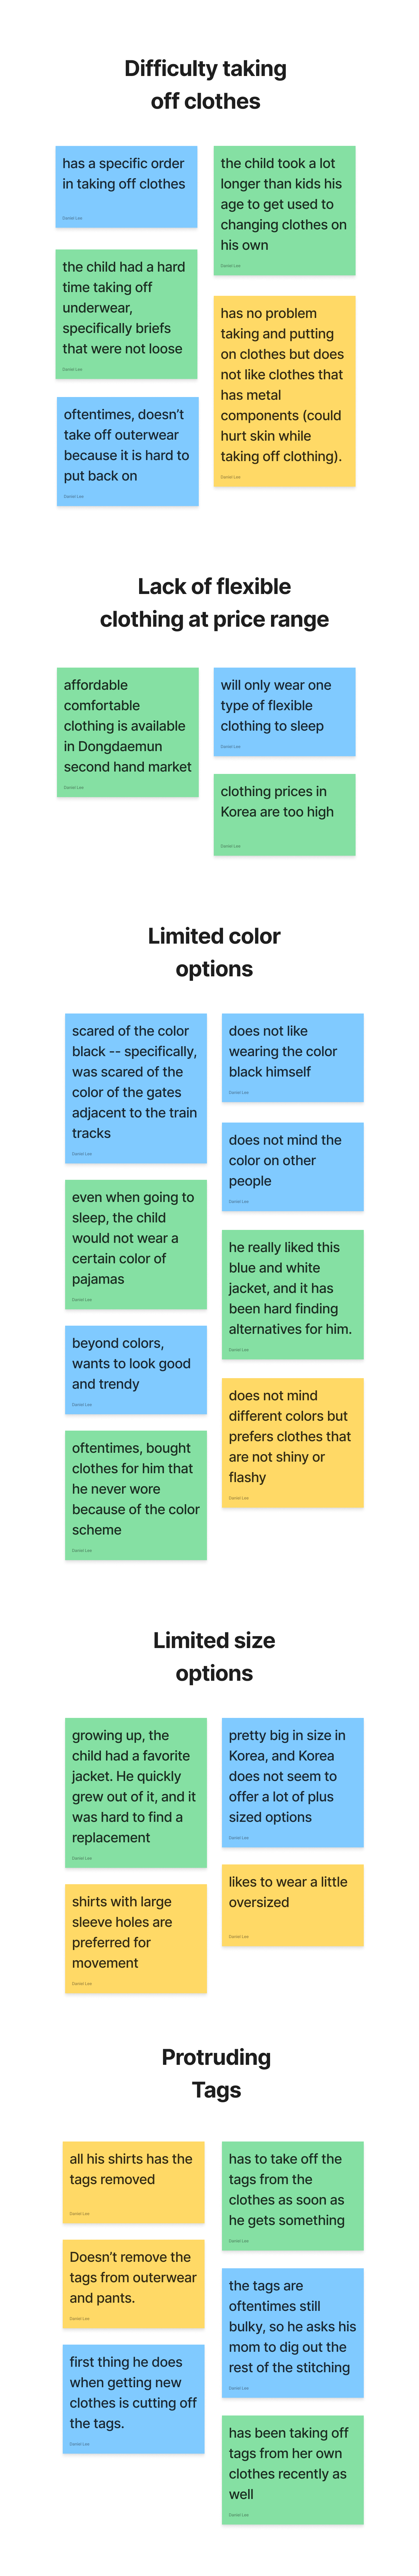 Difficulty taking
off clothes
has a specific order
in taking off clothes
Daniel Lee
the child had a hard
time taking off
underwear,
specifically briefs
that were not loose
Daniel Lee
oftentimes, doesn't
take off outerwear
because it is hard to
put back on
Daniel Lee
the child took a lot
longer than kids his
age to get used to
changing clothes on
his own
Daniel Lee
has no problem
taking and putting
on clothes but does
not like clothes that
has metal
components (could
hurt skin while
taking off clothing).
Daniel Lee
Lack of flexible
clothing at price range
affordable
comfortable
clothing is available
in Dongdaemun
second hand market
Daniel Lee
will only wear one
type of flexible
clothing to sleep
Daniel Lee
clothing prices in
Korea are too high
Daniel Lee
Limited color
options
scared of the color
black -- specifically,
was scared of the
color of the gates
adjacent to the train
tracks
Daniel Lee
even when going to
sleep, the child
would not wear a
certain color of
pajamas
Daniel Lee
beyond colors,
wants to look good
and trendy
Daniel Lee
oftentimes, bought
clothes for him that
he never wore
because of the color
scheme
Daniel Lee
does not like
wearing the color
black himself
Daniel Lee
does not mind the
color on other
people
Daniel Lee
he really liked this
blue and white
jacket, and it has
been hard finding
alternatives for him.
Daniel Lee
does not mind
different colors but
prefers clothes that
are not shiny or
flashy
Daniel Lee
Limited size
options
growing up, the
child had a favorite
jacket. He quickly
grew out of it, and it
was hard to find a
replacement
Daniel Lee
shirts with large
sleeve holes are
preferred for
movement
Daniel Lee
pretty big in size in
Korea, and Korea
does not seem to
offer a lot of plus
sized options
Daniel Lee
likes to wear a little
oversized
Daniel Lee
Protruding
Tags
all his shirts has the
tags removed
Daniel Lee
Doesn't remove the
tags from outerwear
and pants.
Daniel Lee
first thing he does
when getting new
clothes is cutting off
the tags.
Daniel Lee
has to take off the
tags from the
clothes as soon as
he gets something
Daniel Lee
the tags are
oftentimes still
bulky, so he asks his
mom to dig out the
rest of the stitching
Daniel Lee
has been taking off
tags from her own
clothes recently as
well
Daniel Lee